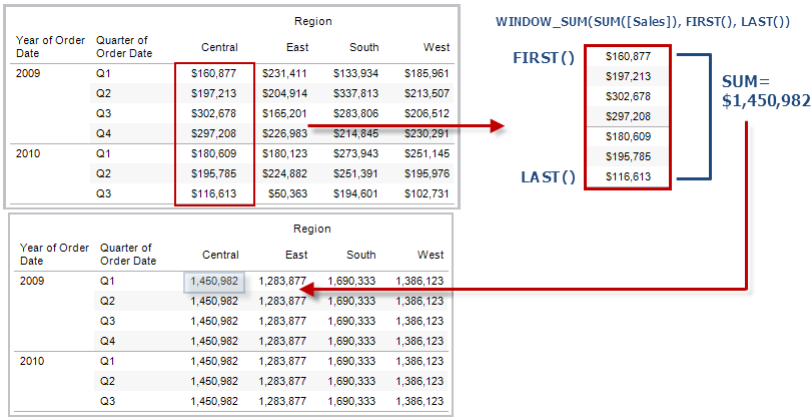 Region
Year of Order Date Quarter of Order Date Central East South West
2009 Q1 $160,877 $231,411 $133,934 $185,961
Q2 $197,213 $204,914 $337,813 $213,507
Q3 $302,678 $165,201 $283,806 $206,512
Q4 $297,208 $226,983 $214,845 $230,291
2010 Q1 $180,609 $180,123 $273,943 $251,145
Q2 $195,785 $224,882 $251,391 $195,976
Q3 $116,613 $50,363 $194,601 $102,731
WINDOW_SUM(SUM([Sales]), FIRST(), LAST())
FIRST() $160,877
$197,213
$302,678
$297,208
$180,609
$195,785
LAST() $116,613
SUM=
$1,450,982
Region
Year of Order Date Quarter of Order Date Central East South West
2009 Q1 1,450,982 1,283,877 1,690,333 1,386,123
Q2 1,450,982 1,283,877 1,690,333 1,386,123
Q3 1,450,982 1,283,877 1,690,333 1,386,123
Q4 1,450,982 1,283,877 1,690,333 1,386,123
2010 Q1 1,450,982 1,283,877 1,690,333 1,386,123
Q2 1,450,982 1,283,877 1,690,333 1,386,123
Q3 1,450,982 1,283,877 1,690,333 1,386,123